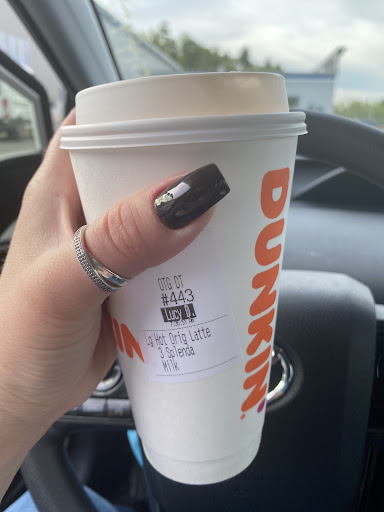 OTG DT
#443
Lucy D.
Lg Hot Orig Latte
3 Splenda
Milk
DUNKIN'